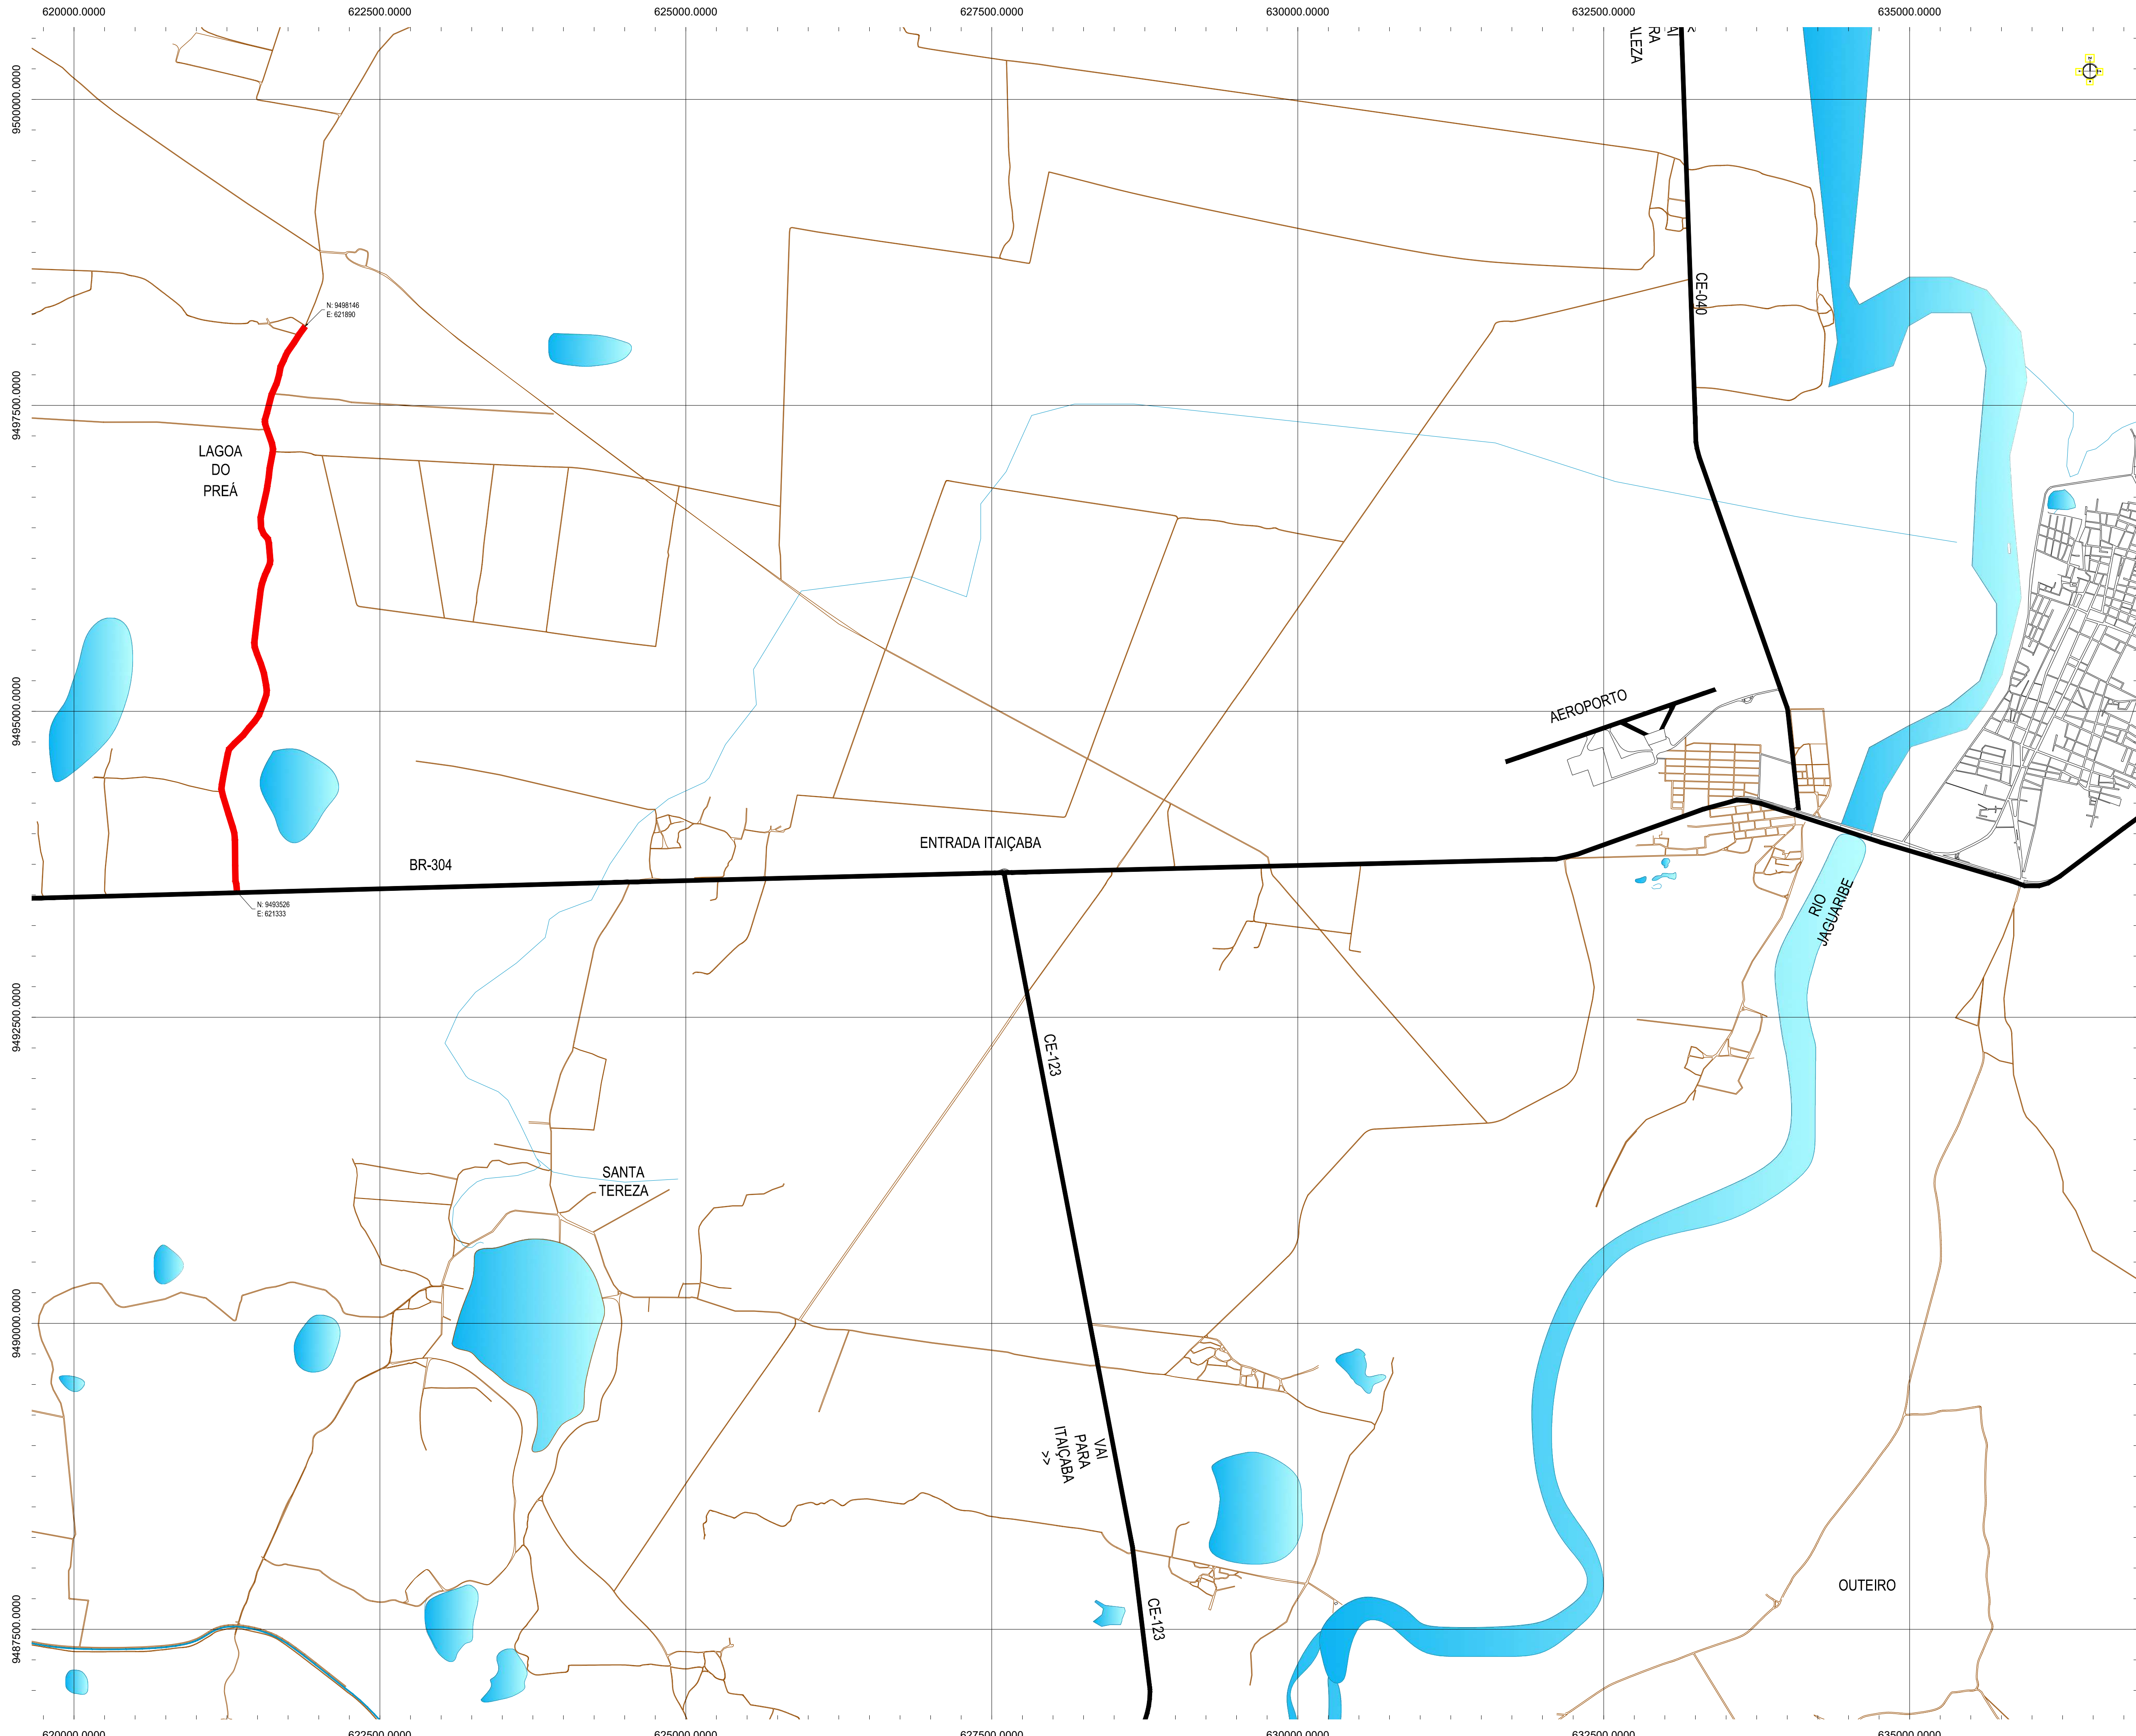 620000.0000
622500.0000
625000.0000
627500.0000
630000.0000
632500.0000
635000.0000
RA
ALEZA
9500000.0000
CE-040
N: 9498146
E: 621890
9497500.0000
LAGOA
DO
PREÁ
9495000.0000
AEROPORTO
ENTRADA ITAIÇABA
BR-304
N: 9493526
E: 621333
RIO
JAGUARIBE
9492500.0000
CE-123
SANTA
TEREZA
9490000.0000
VAI
PARA
ITAIÇABA
>>
OUTEIRO
CE-123
9487500.0000
620000.0000
622500.0000
625000.0000
627500.0000
630000.0000
632500.0000
635000.0000